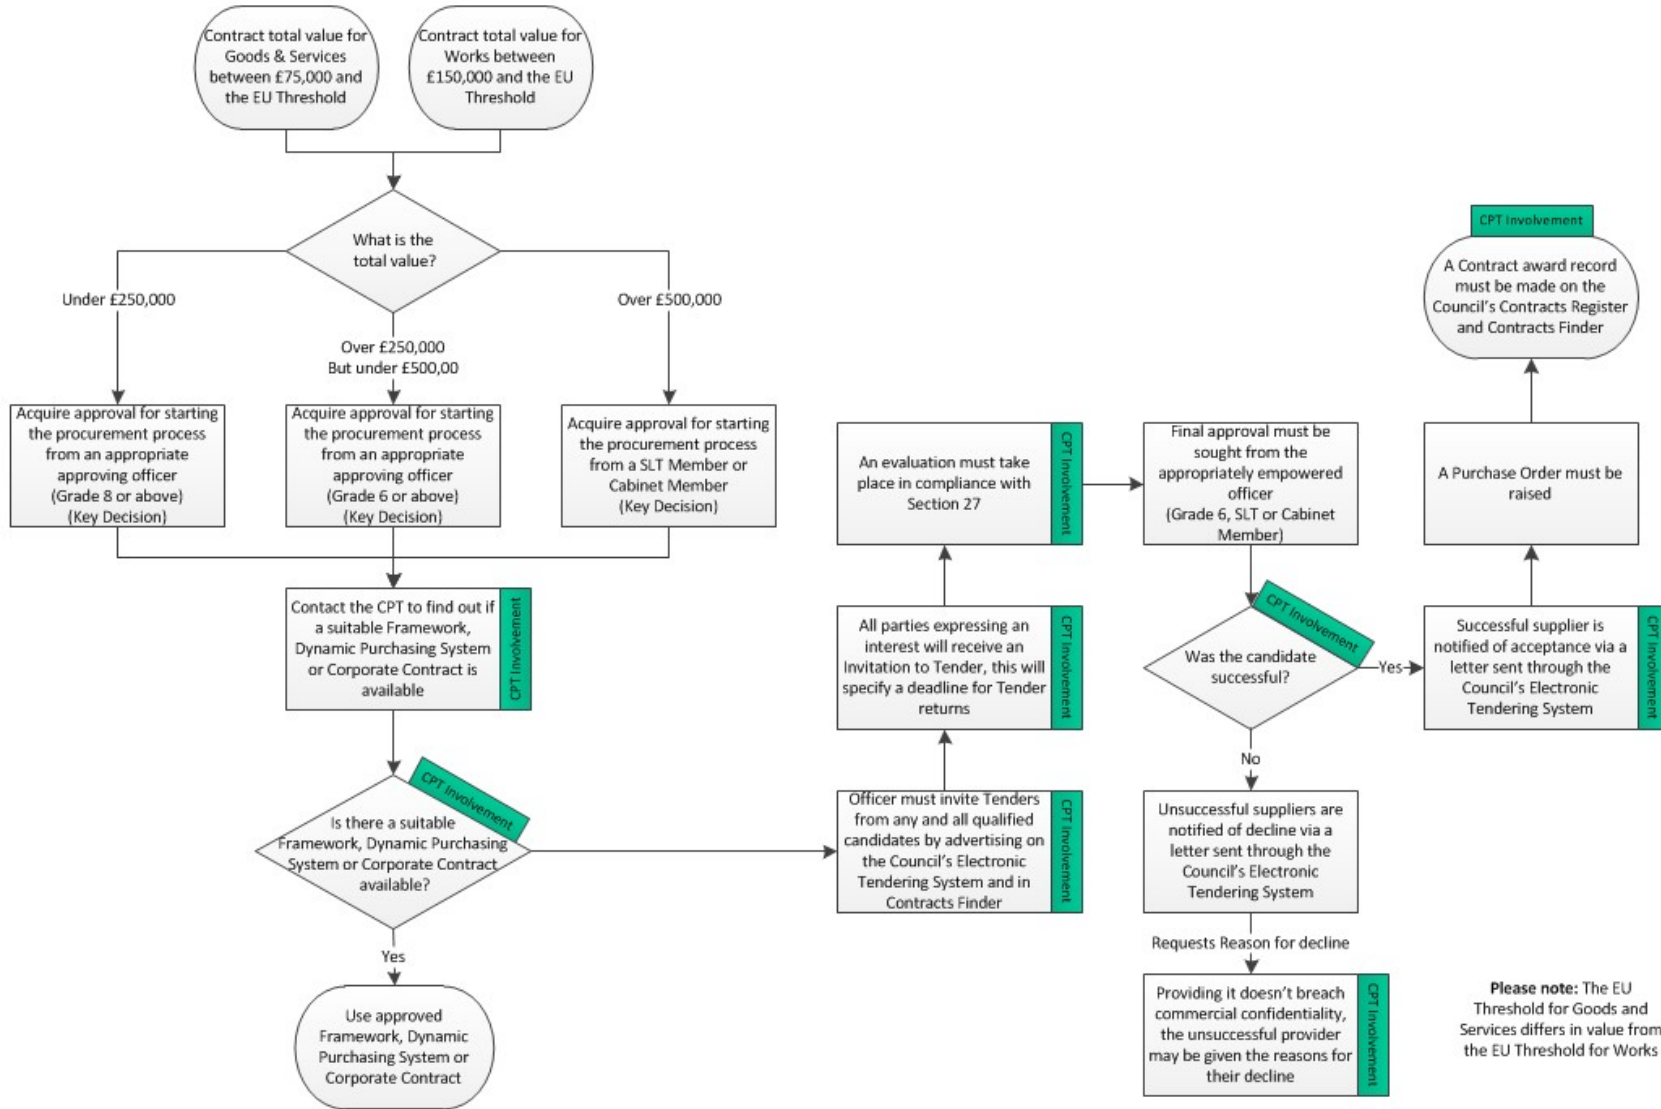 Contract total value for
Goods & Services
between £75,000 and
the EU Threshold
Contract total value for
Works between
£150,000 and the EU
Threshold
What is the
total value?
Under £250,000
Over £250,000
But under £500,00
Over £500,000
Acquire approval for starting
the procurement process
from an appropriate
approving officer
(Grade 8 or above)
(Key Decision)
Acquire approval for starting
the procurement process
from an appropriate
approving officer
(Grade 6 or above)
(Key Decision)
Acquire approval for starting
the procurement process
from a SLT Member or
Cabinet Member
(Key Decision)
Contact the CPT to find out if
a suitable Framework,
Dynamic Purchasing System
or Corporate Contract is
available
CPT Involvement
CPT Involvement
Is there a suitable
Framework, Dynamic Purchasing
System or Corporate Contract
available?
Yes
Use approved
Framework, Dynamic
Purchasing System or
Corporate Contract
Officer must invite Tenders
from any and all qualified
candidates by advertising on
the Council's Electronic
Tendering System and in
Contracts Finder
CPT Involvement
All parties expressing an
interest will receive an
Invitation to Tender, this will
specify a deadline for Tender
returns
CPT Involvement
An evaluation must take
place in compliance with
Section 27
CPT Involvement
Final approval must be
sought from the
appropriately empowered
officer
(Grade 6, SLT or Cabinet
Member)
CPT Involvement
Was the candidate
successful?
Yes
No
Unsuccessful suppliers are
notified of decline via a
letter sent through the
Council's Electronic
Tendering System
Requests Reason for decline
Providing it doesn't breach
commercial confidentiality,
the unsuccessful provider
may be given the reasons for
their decline
CPT Involvement
Successful supplier is
notified of acceptance via a
letter sent through the
Council's Electronic
Tendering System
CPT Involvement
A Purchase Order must be
raised
CPT Involvement
A Contract award record
must be made on the
Council's Contracts Register
and Contracts Finder
Please note: The EU
Threshold for Goods and
Services differs in value from
the EU Threshold for Works